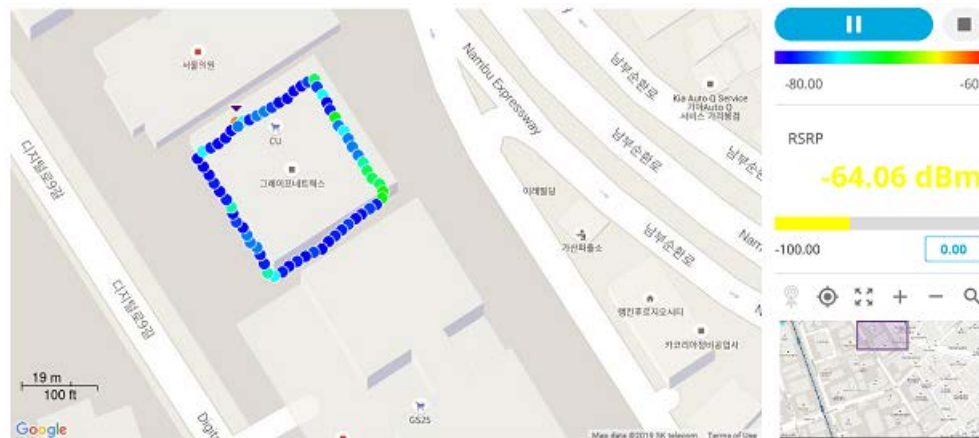 서울의원
CU
그레이프네트웍스
디지털로9길
디지털로9길
Nambu Expressway
남부순환로
남부순환로
남부순환로
남부순환로
Kia Auto Q Service
기아Auto Q
서비스 가리봉점
이레빌딩
가산파출소
GS25
19 m
100 ft
Google
Map data ©2019 SK telecom
Terms of Use
-80.00
-60
RSRP
-64.06 dBm
-100.00
0.00